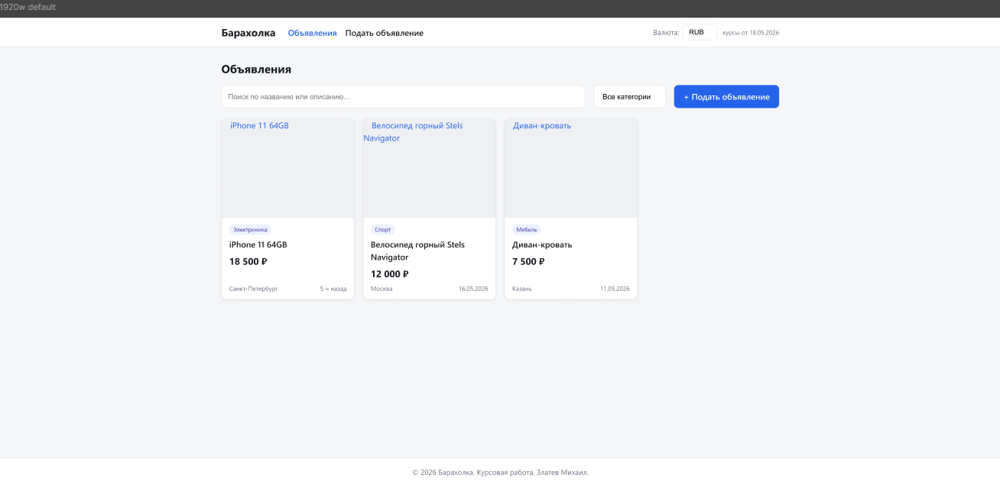 1920w default
Барахолка Объявления Подать объявление Валюта: RUB курсы от 18.05.2026
Объявления
Поиск по названию или описанию... Все категории + Подать объявление
iPhone 11 64GB
Электроника
iPhone 11 64GB
18 500 ₽
Санкт-Петербург 5 ч назад
Велосипед горный Stels
Navigator
Спорт
Велосипед горный Stels
Navigator
12 000 ₽
Москва 16.05.2026
Диван-кровать
Мебель
Диван-кровать
7 500 ₽
Казань 11.05.2026
© 2026 Барахолка. Курсовая работа. Златев Михаил.